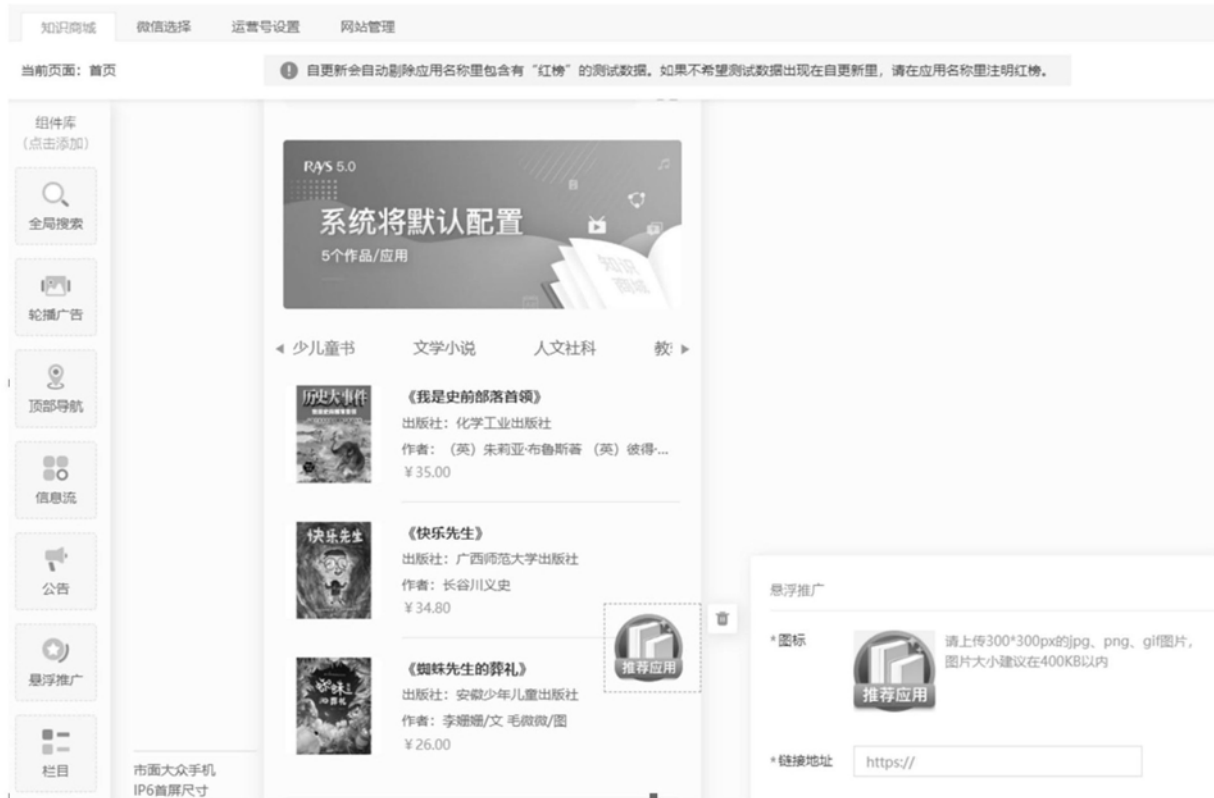 知识商城 微信选择 运营号设置 网站管理
当前页面：首页
自更新会自动剔除应用名称里包含有“红榜”的测试数据。如果不希望测试数据出现在自更新里，请在应用名称里注明红榜。
组件库
（点击添加）
全局搜索
轮播广告
顶部导航
信息流
公告
悬浮推广
栏目
市面大众手机
IP6首屏尺寸
RAYS 5.0
系统将默认配置
5个作品/应用
知识
商城
少儿童书 文学小说 人文社科 教
历史大事件
《我是史前部落首领》
出版社：化学工业出版社
作者：（英）朱莉亚·布鲁斯著 （英）彼得·...
¥35.00
快乐先生
《快乐先生》
出版社：广西师范大学出版社
作者：长谷川义史
¥34.80
推荐应用
《蜘蛛先生的葬礼》
出版社：安徽少年儿童出版社
作者：李姗姗/文 毛微微/图
¥26.00
悬浮推广
*图标
推荐应用
请上传300*300px的jpg、png、gif图片，
图片大小建议在400KB以内
*链接地址 https://